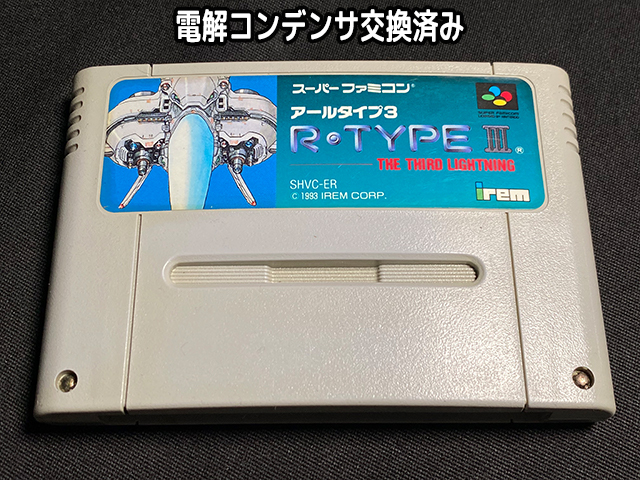 電解コンデンサ交換済み
スーパーファミコン
アールタイプ3
R・TYPE III ®
THE THIRD LIGHTNING
SHVC-ER
© 1993 IREM CORP.
irem